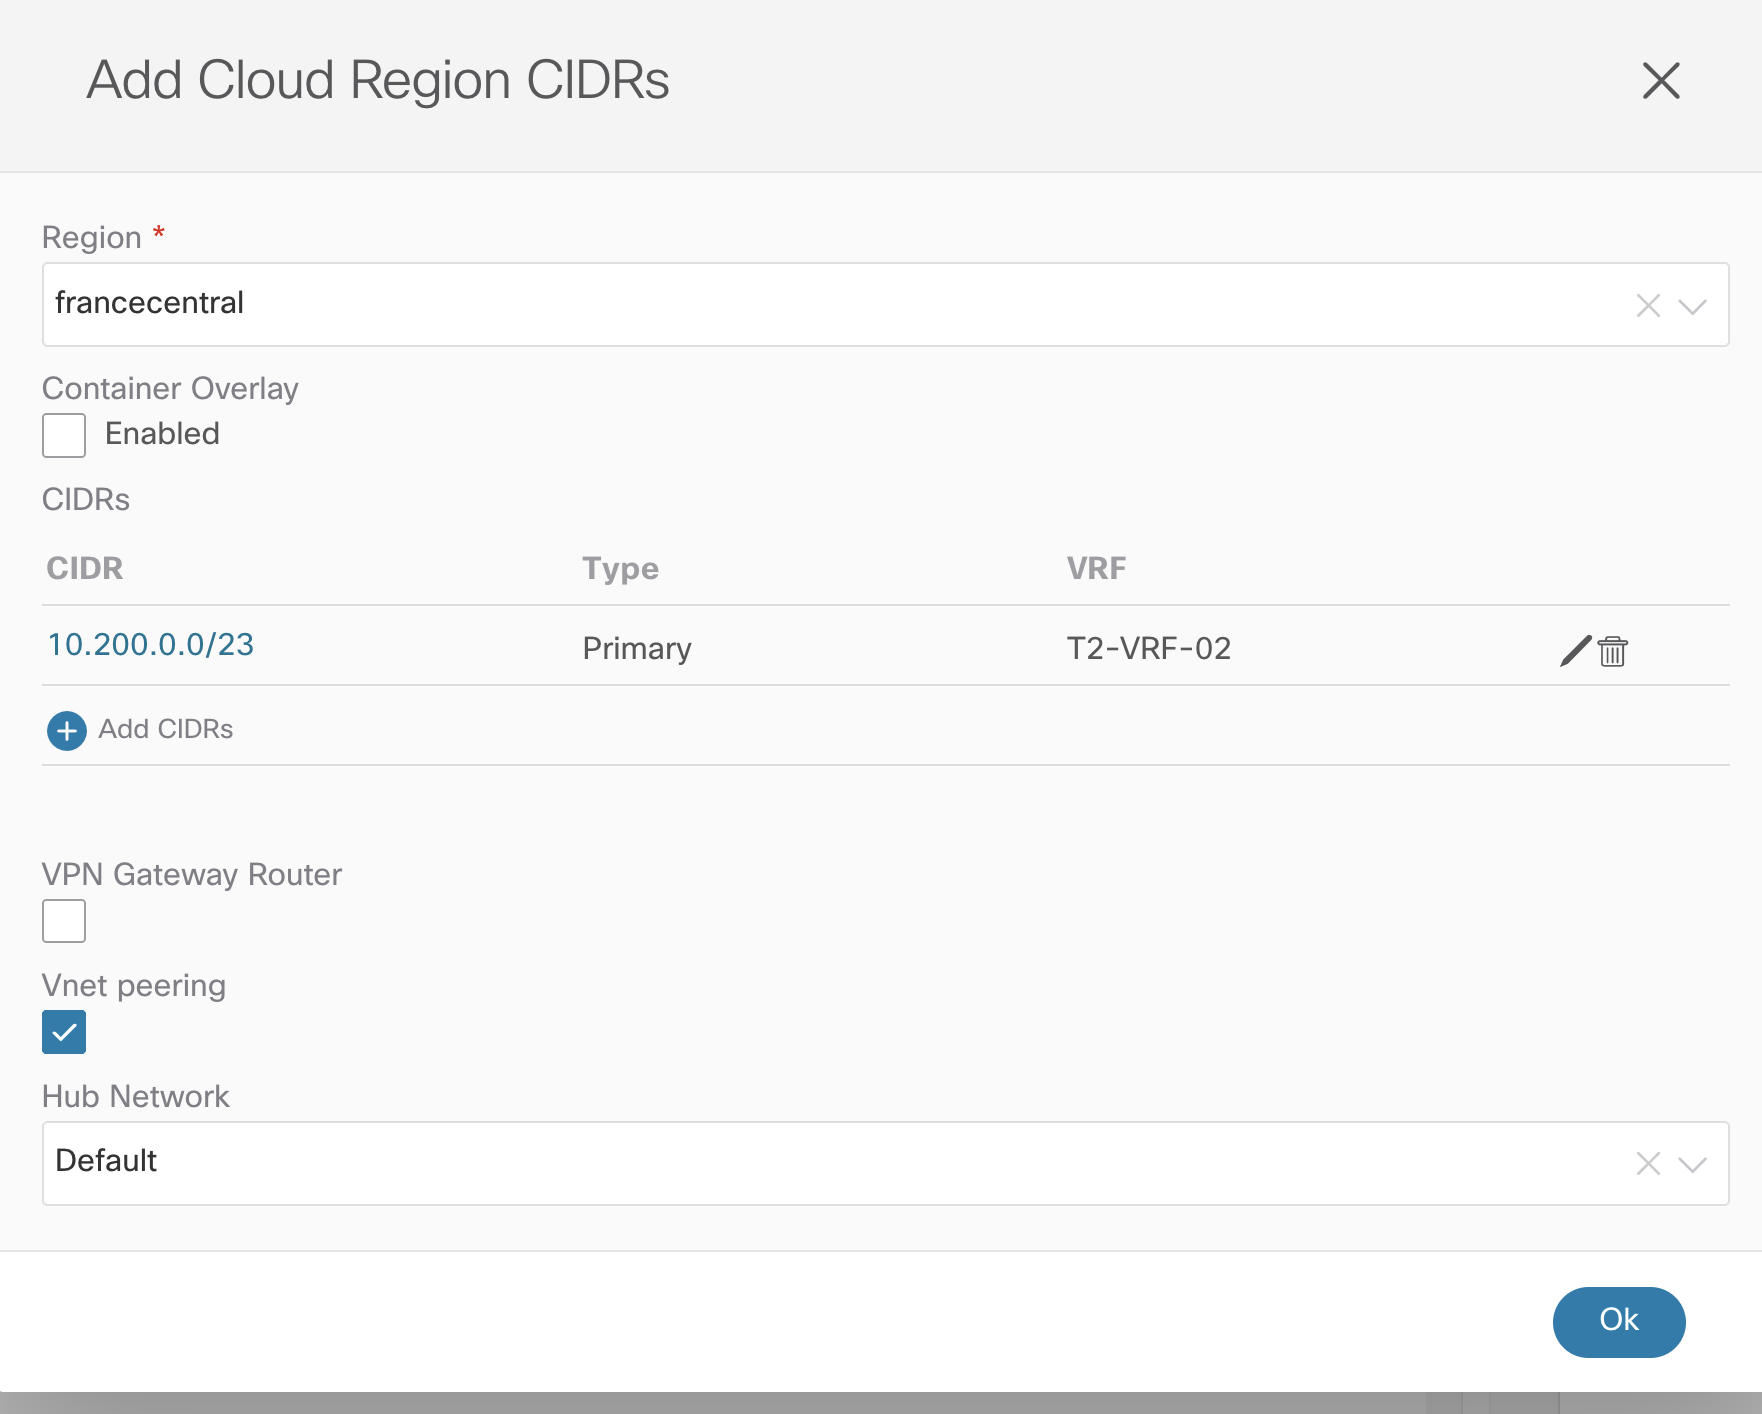 Add Cloud Region CIDRs
Region *
francecentral
Container Overlay
Enabled
CIDRs
CIDR Type VRF
10.200.0.0/23 Primary T2-VRF-02
Add CIDRs
VPN Gateway Router
Vnet peering
Hub Network
Default
Ok